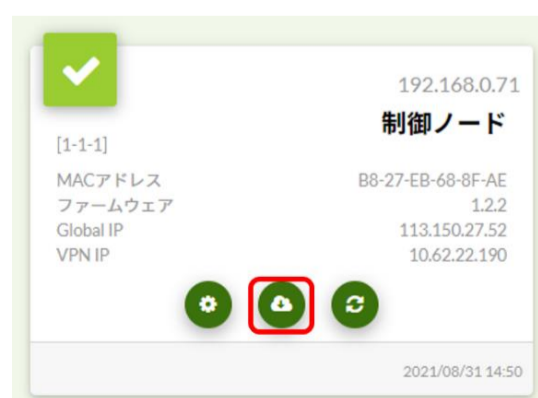 192.168.0.71
制御ノード
[1-1-1]
MACアドレス B8-27-EB-68-8F-AE
ファームウェア 1.2.2
Global IP 113.150.27.52
VPN IP 10.62.22.190
2021/08/31 14:50